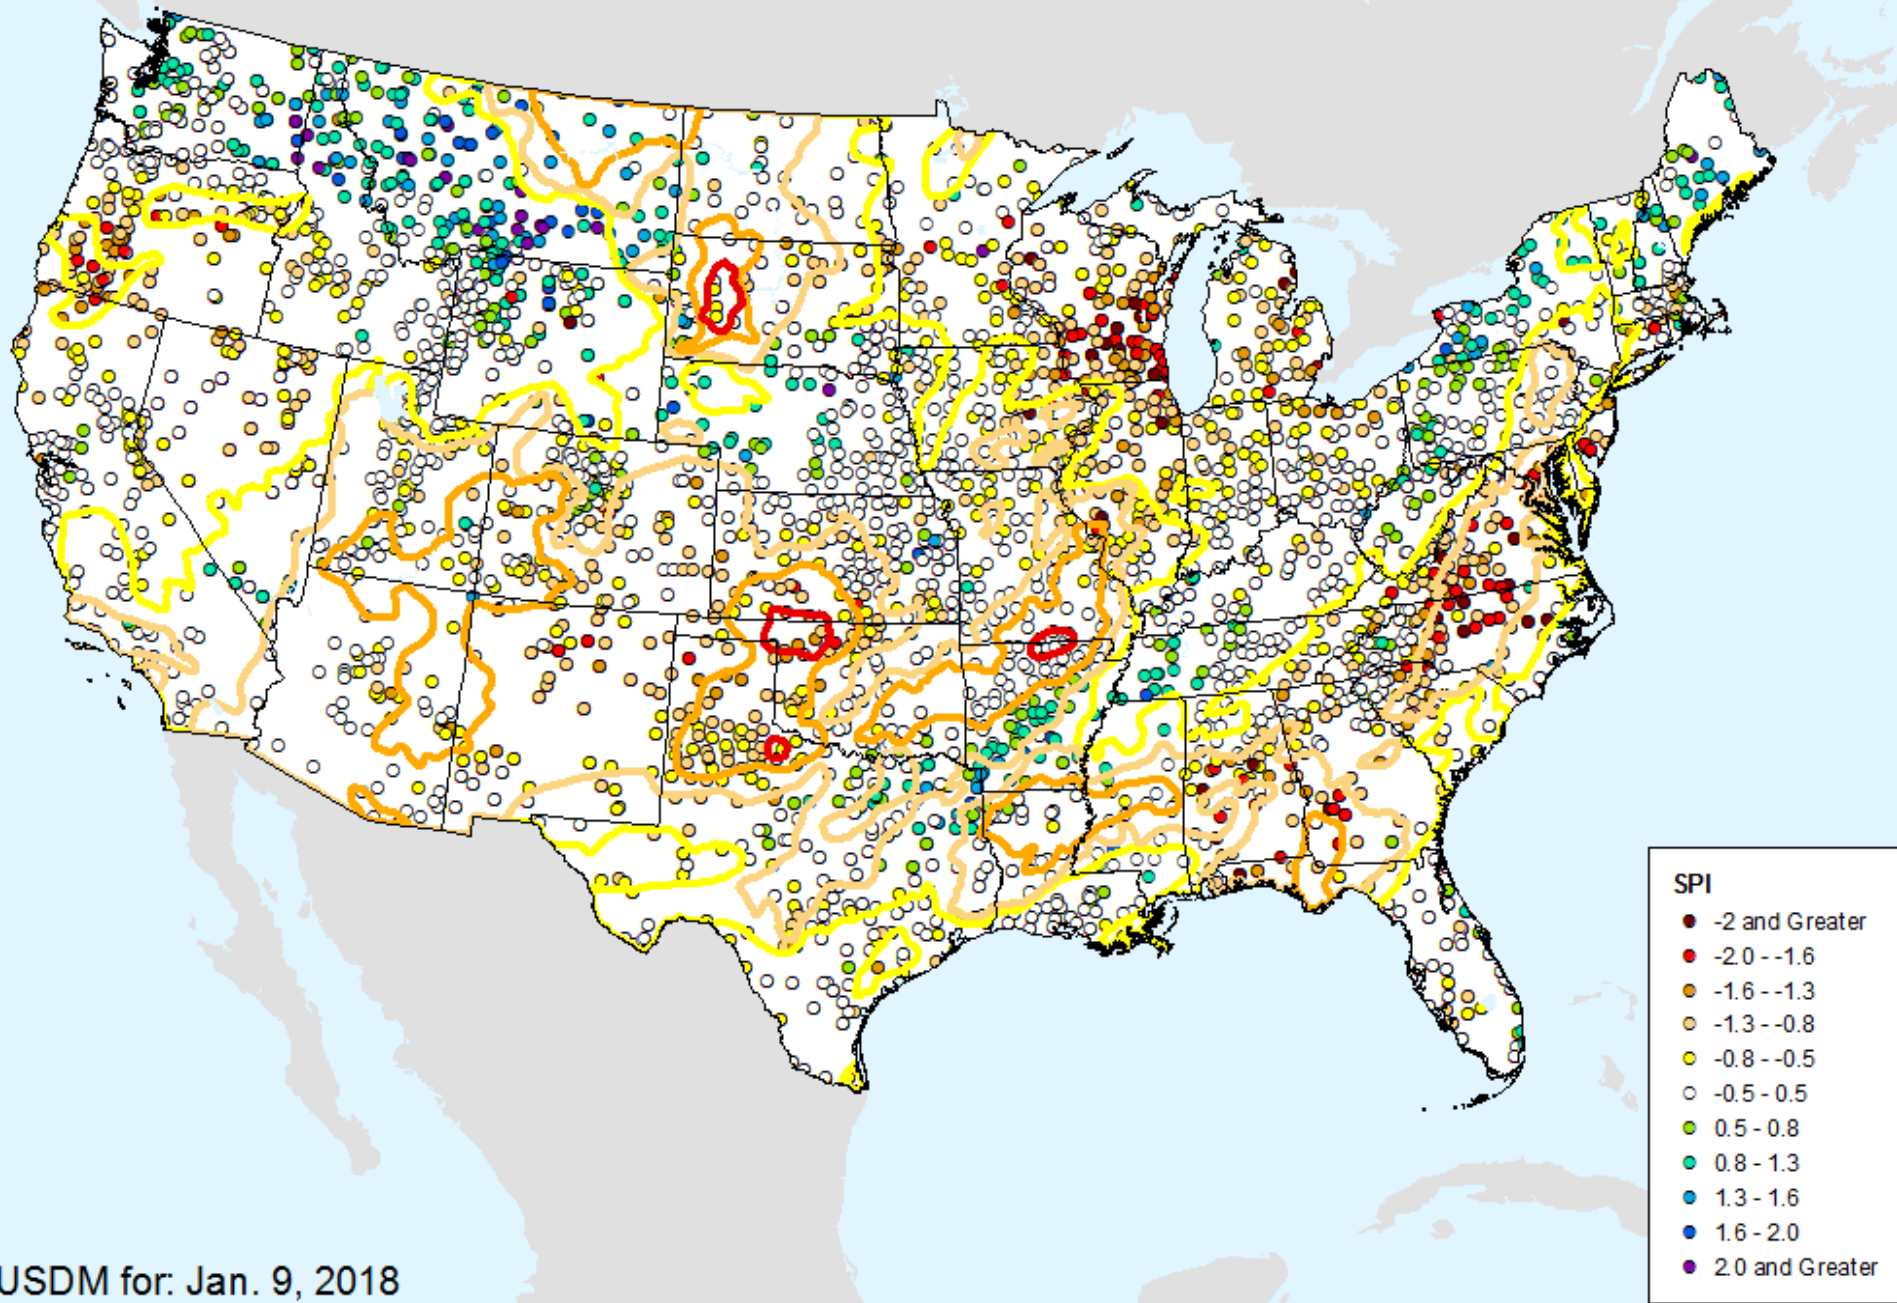 SPI
-2 and Greater
-2.0 - -1.6
-1.6 - -1.3
-1.3 - -0.8
-0.8 - -0.5
-0.5 - 0.5
0.5 - 0.8
0.8 - 1.3
1.3 - 1.6
1.6 - 2.0
2.0 and Greater
USDM for: Jan. 9, 2018